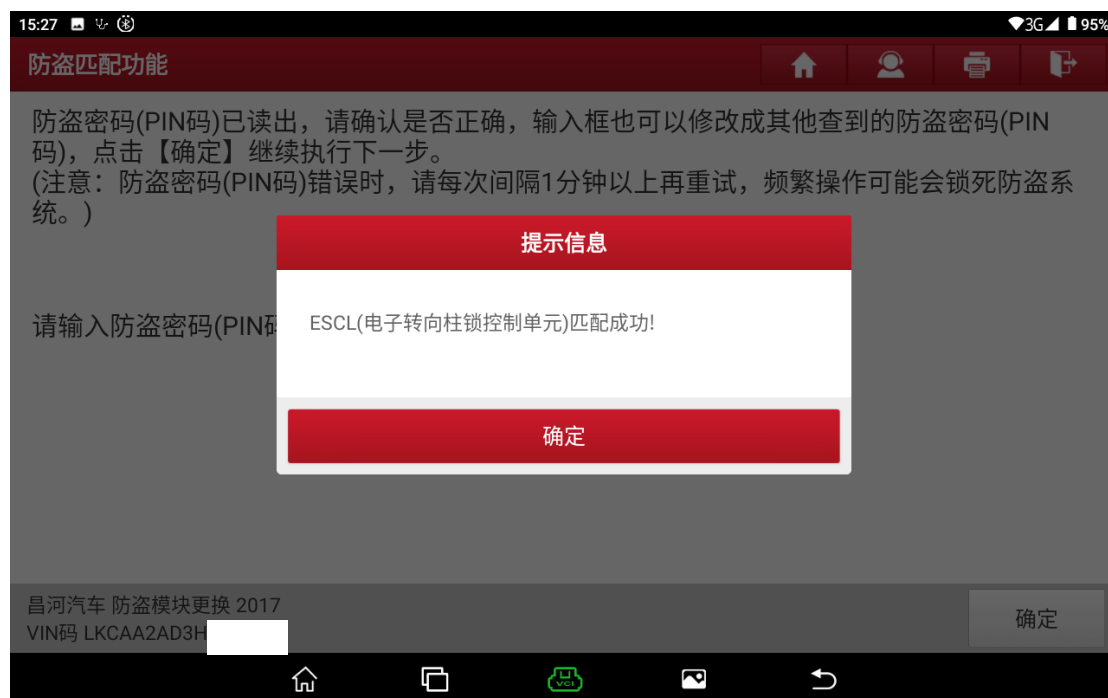 15:27 3G 95%
防盗匹配功能
防盗密码(PIN码)已读出，请确认是否正确，输入框也可以修改成其他查到的防盗密码(PIN
码)，点击【确定】继续执行下一步。
(注意：防盗密码(PIN码)错误时，请每次间隔1分钟以上再重试，频繁操作可能会锁死防盗系
统。)
提示信息
请输入防盗密码(PIN码
ESCL(电子转向柱锁控制单元)匹配成功!
确定
昌河汽车 防盗模块更换 2017
VIN码 LKCAA2AD3H
确定
VCI